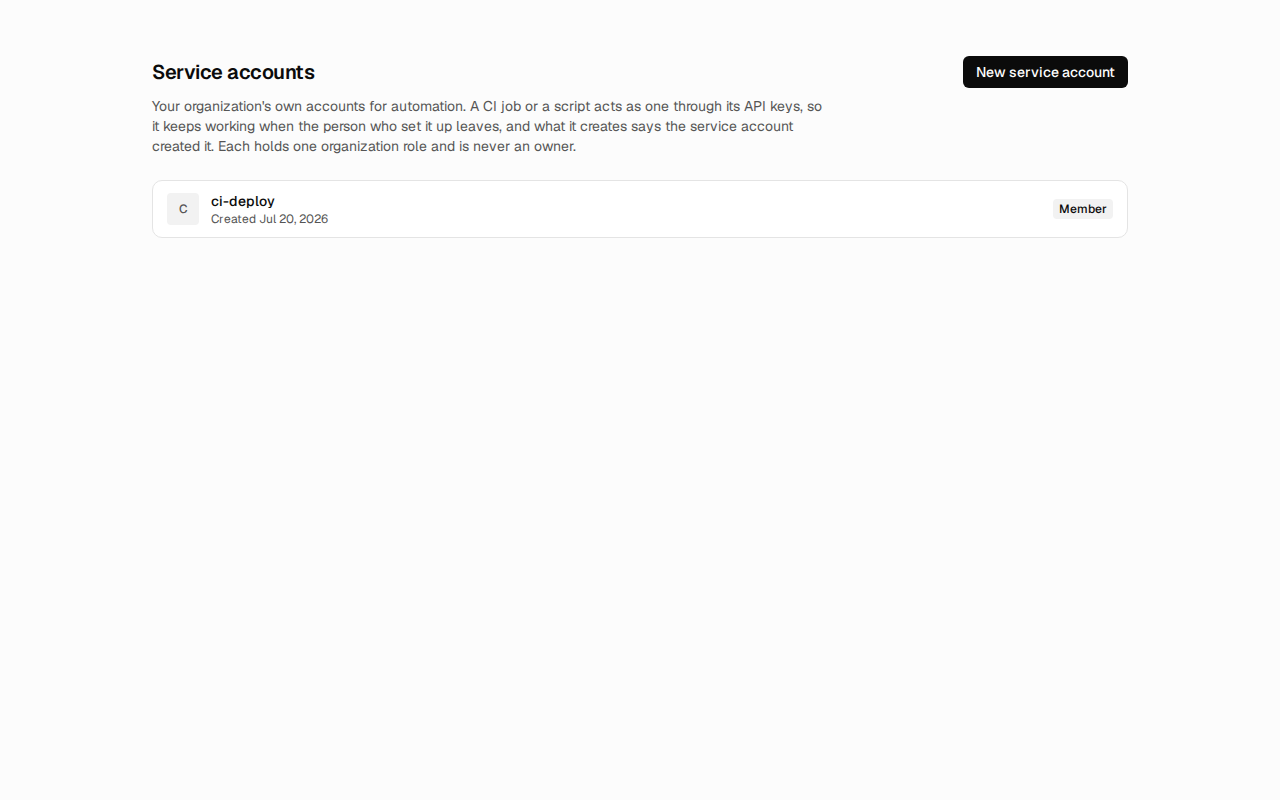 Service accounts
New service account
Your organization's own accounts for automation. A CI job or a script acts as one through its API keys, so
it keeps working when the person who set it up leaves, and what it creates says the service account
created it. Each holds one organization role and is never an owner.
C
ci-deploy
Created Jul 20, 2026
Member